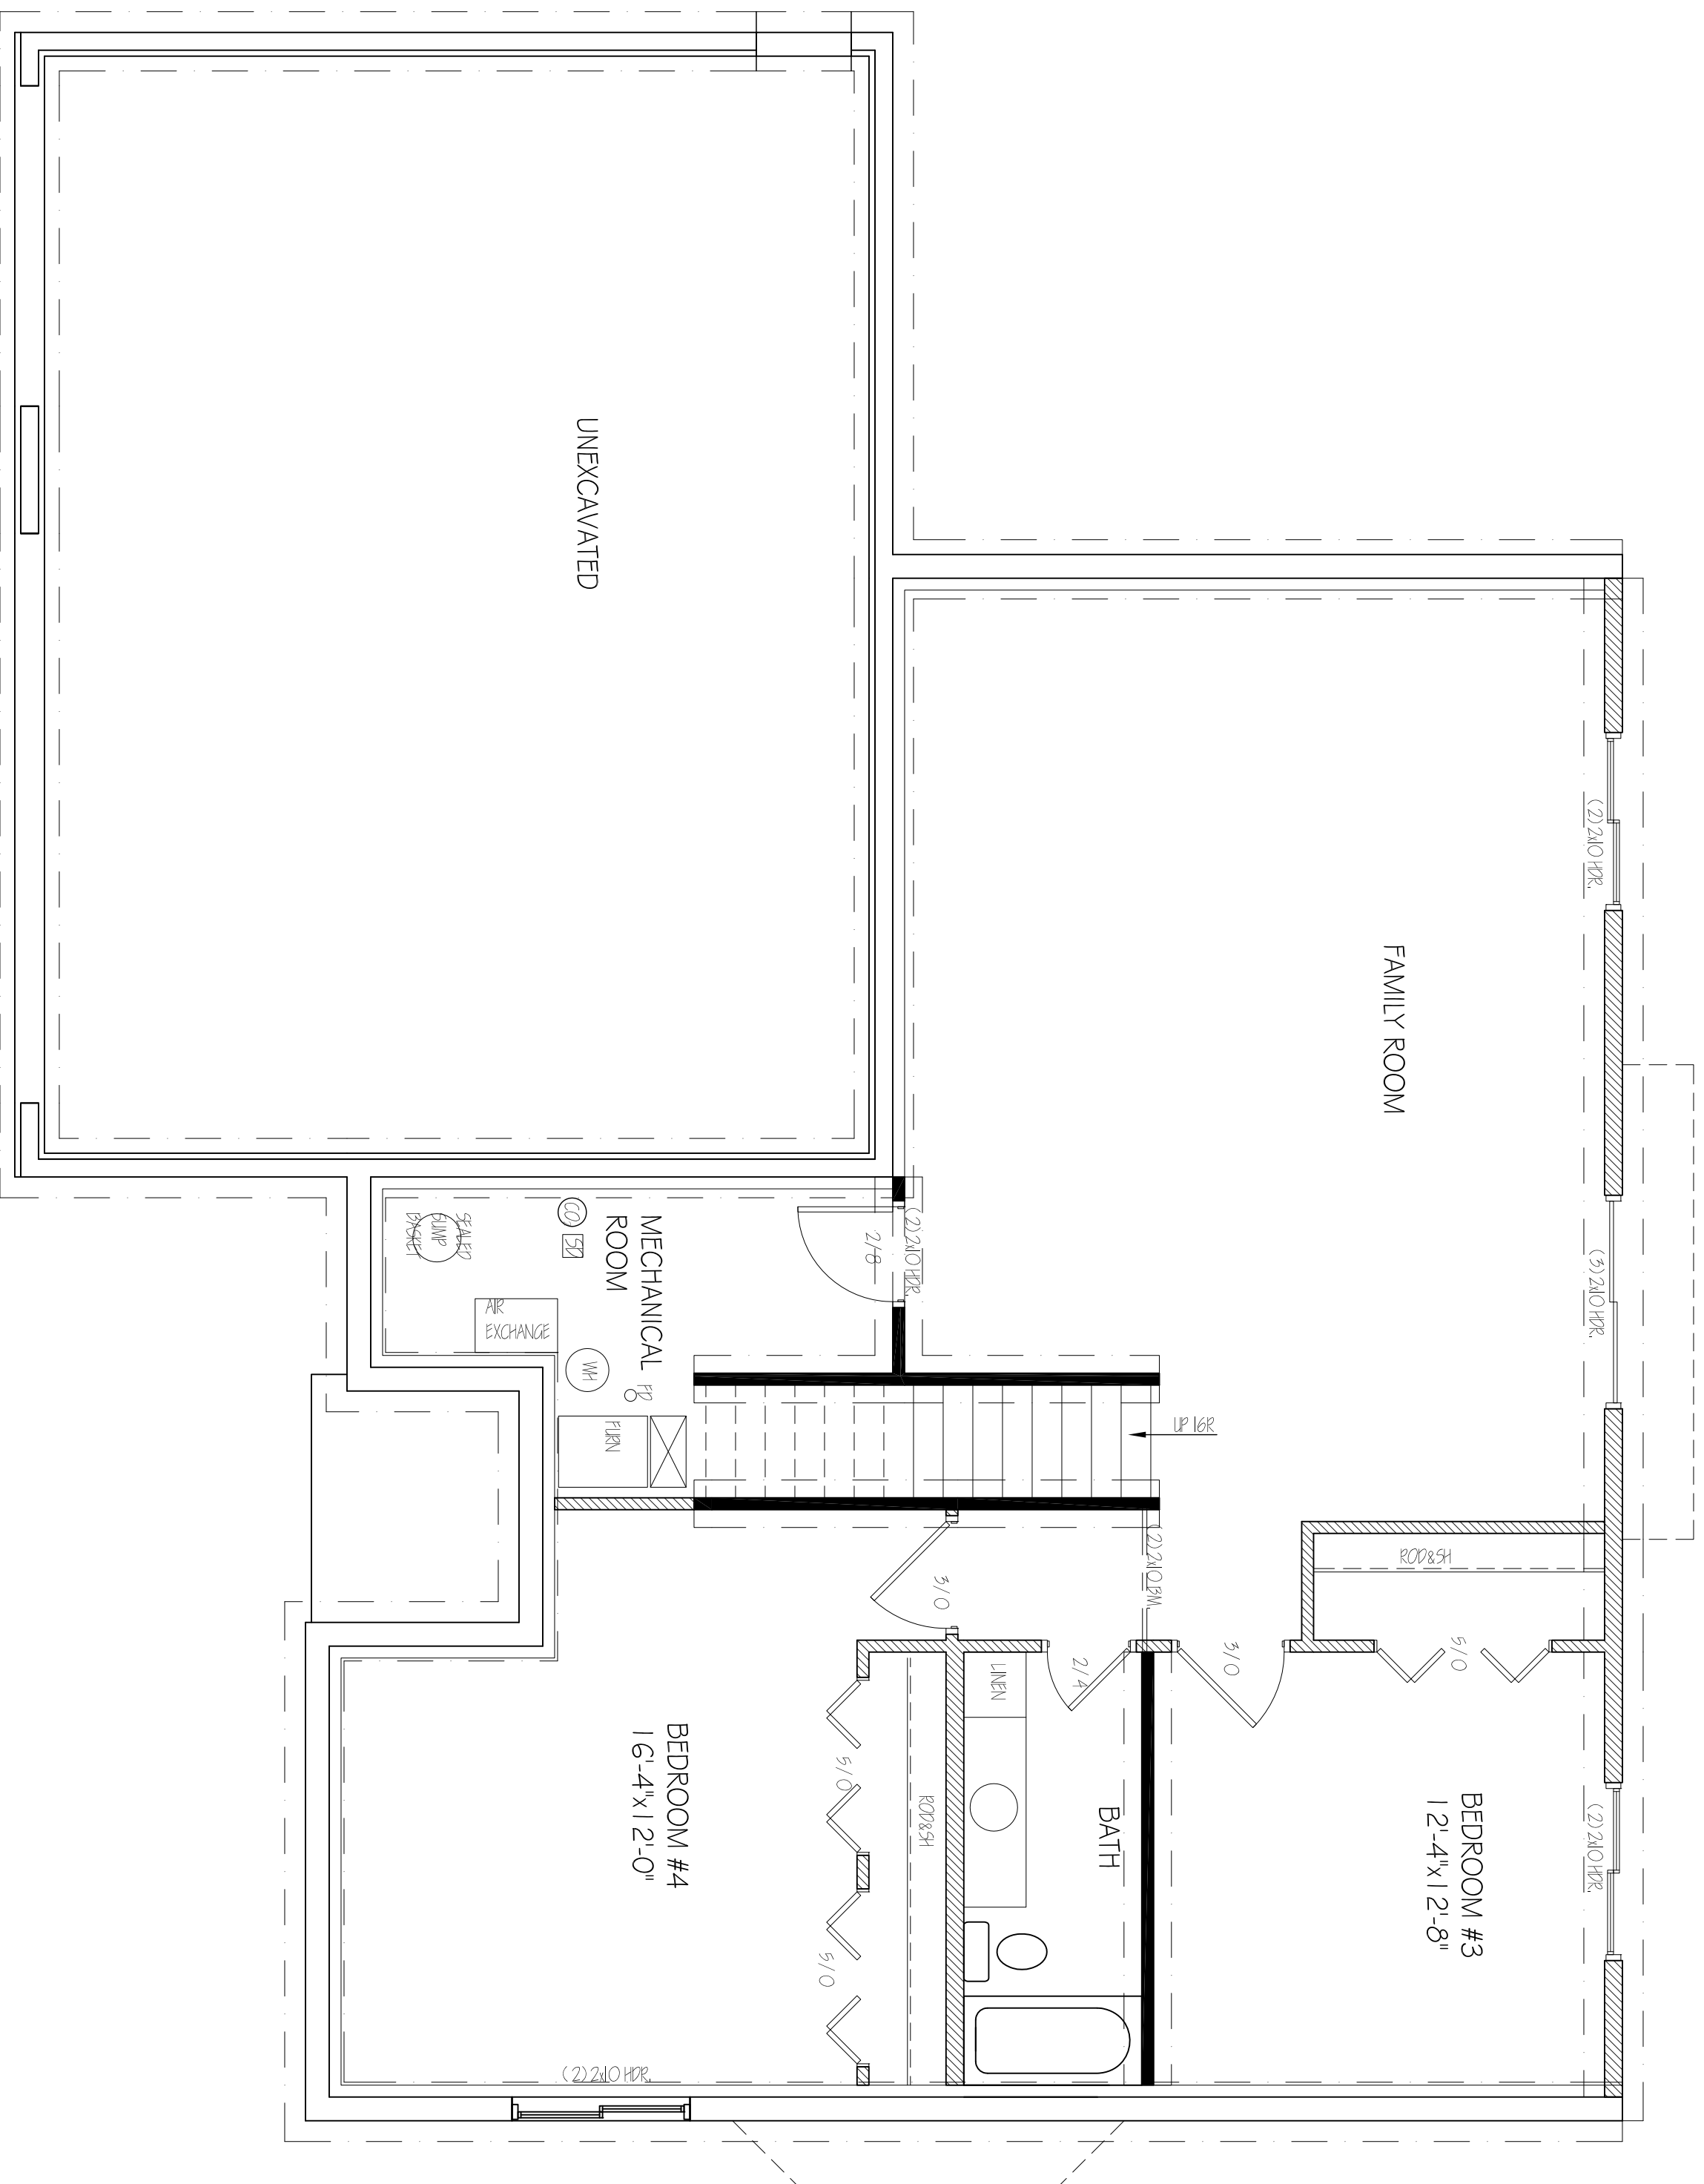 UNEXCAVATED
FAMILY ROOM
(2) 2x10 HDR.
(3) 2x10 HDR.
(2) 2x10 HDR.
MECHANICAL
ROOM
2/8
(2) 2x10 HDR.
CO
SD
SEALED
SUMP
BASKET
AIR
EXCHANGE
WH
FD
FURN
UP 16R
(2) 2x10 BM.
ROD&SH
5/0
3/0
3/0
2/4
LINEN
BATH
BEDROOM #3
12'-4"x12'-8"
BEDROOM #4
16'-4"x12'-0"
5/0
5/0
ROD&SH
(2) 2x10 HDR.